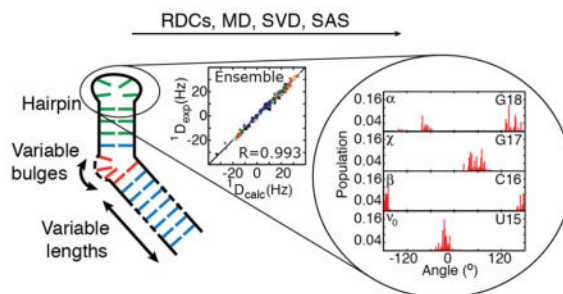 RDCs, MD, SVD, SAS
Hairpin
Variable
bulges
Variable
lengths
Ensemble
¹D_exp(Hz)
20
0
-20
R=0.993
-20 0 20
¹D_calc(Hz)
Population
0.16
0.04
α
G18
0.16
0.04
χ
G17
0.16
0.04
β
C16
0.16
0.04
ν₀
U15
-120 0 120
Angle (º)